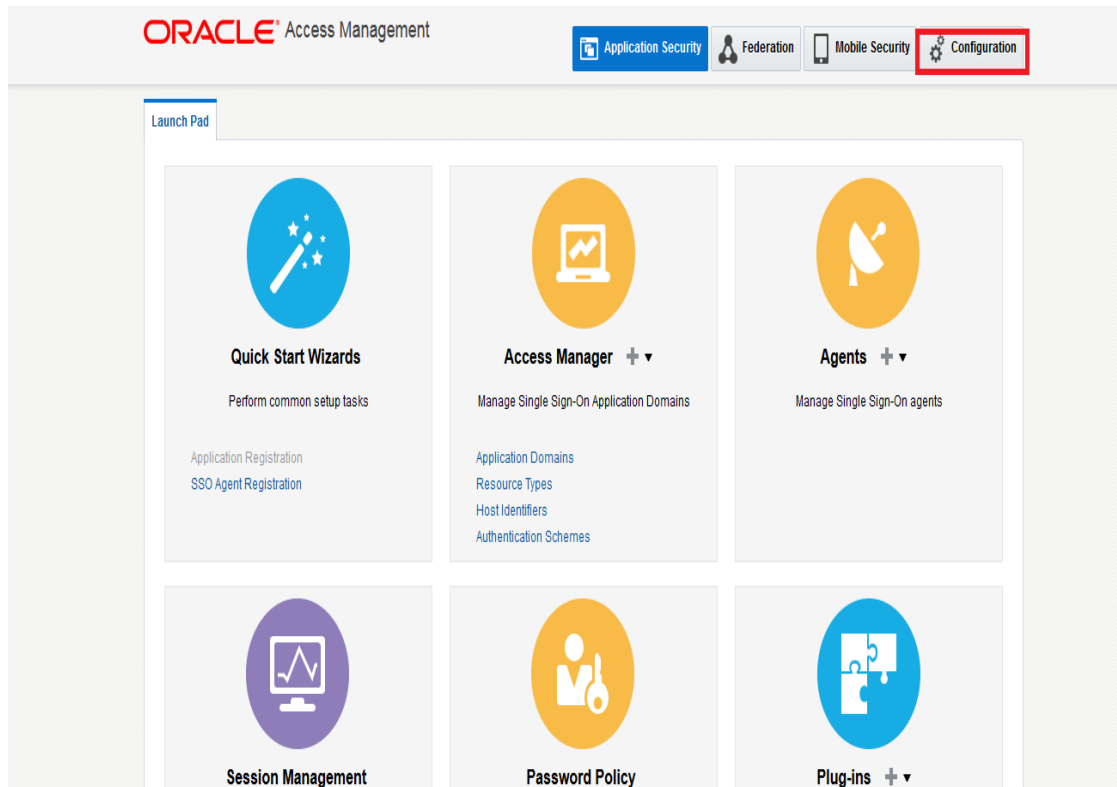 ORACLE® Access Management
Application Security
Federation
Mobile Security
Configuration
Launch Pad
Quick Start Wizards
Perform common setup tasks
Application Registration
SSO Agent Registration
Access Manager
Manage Single Sign-On Application Domains
Application Domains
Resource Types
Host Identifiers
Authentication Schemes
Agents
Manage Single Sign-On agents
Session Management
Password Policy
Plug-ins